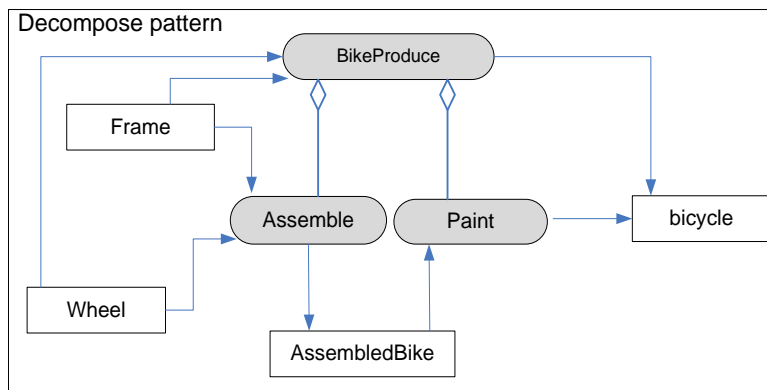 Decompose pattern
BikeProduce
Frame
Assemble
Paint
bicycle
Wheel
AssembledBike